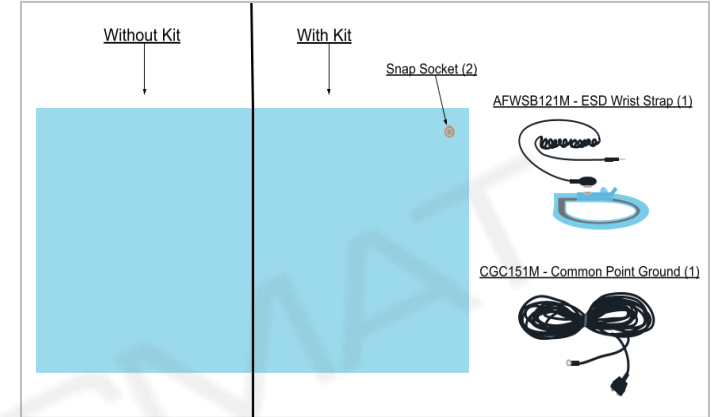 Without Kit
With Kit
Snap Socket (2)
AFWSB121M - ESD Wrist Strap (1)
CGC151M - Common Point Ground (1)